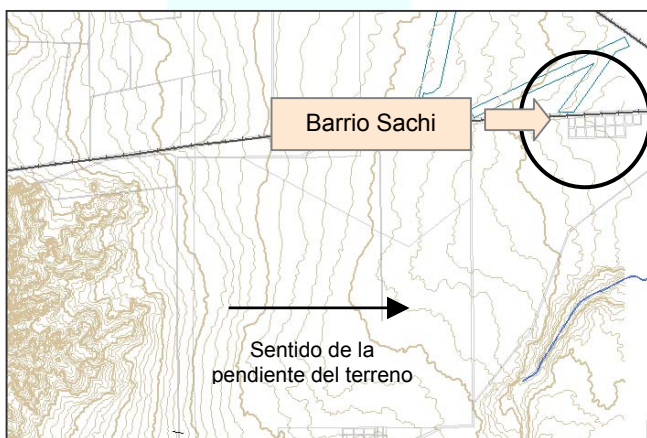 Barrio Sachi
Sentido de la
pendiente del terreno